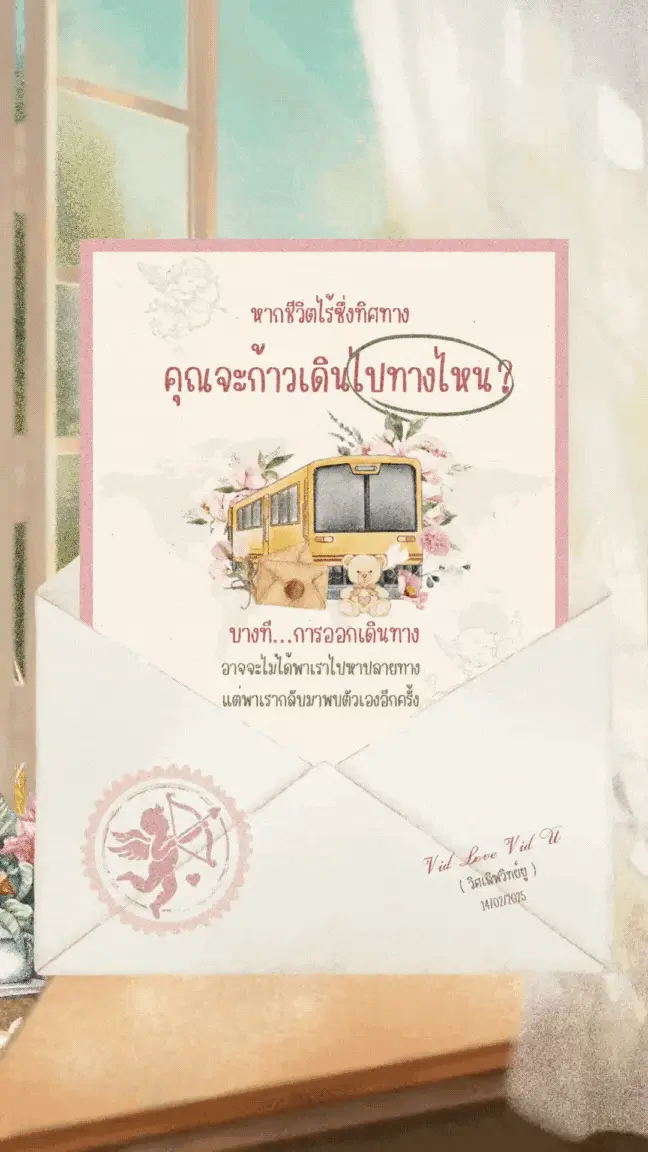 หากชีวิตไร้ซึ่งทิศทาง
คุณจะก้าวเดินไปทางไหน ?
บางที...การออกเดินทาง
อาจจะไม่ได้พาเราไปหาปลายทาง
แต่พาเรากลับมาพบตัวเองอีกครั้ง
Vid Love Vid U
( วิศเลิฟวิทย์ยู )
14/02/2025